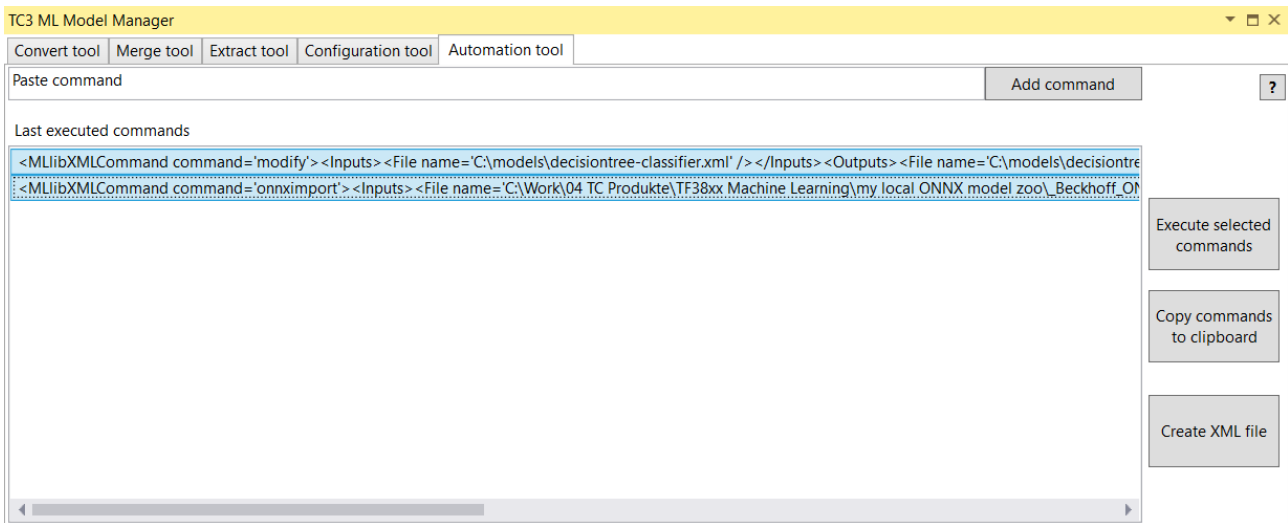 TC3 ML Model Manager
Convert tool Merge tool Extract tool Configuration tool Automation tool
Paste command Add command ?
Last executed commands
<MLlibXMLCommand command='modify'><Inputs><File name='C:\models\decisiontree-classifier.xml' /></Inputs><Outputs><File name='C:\models\decisiontre
<MLlibXMLCommand command='onnximport'><Inputs><File name='C:\Work\04 TC Produkte\TF38xx Machine Learning\my local ONNX model zoo\_Beckhoff_ON
Execute selected
commands
Copy commands
to clipboard
Create XML file